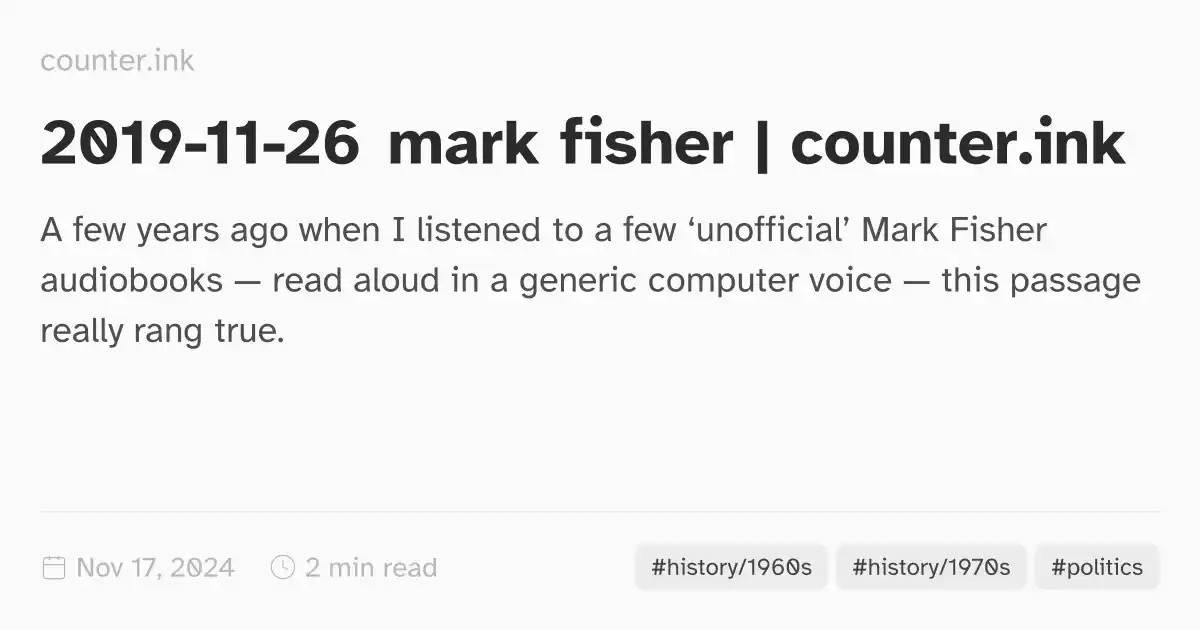 counter.ink
2019-11-26 mark fisher | counter.ink
A few years ago when I listened to a few ‘unofficial’ Mark Fisher
audiobooks — read aloud in a generic computer voice — this passage
really rang true.
Nov 17, 2024 2 min read #history/1960s #history/1970s #politics